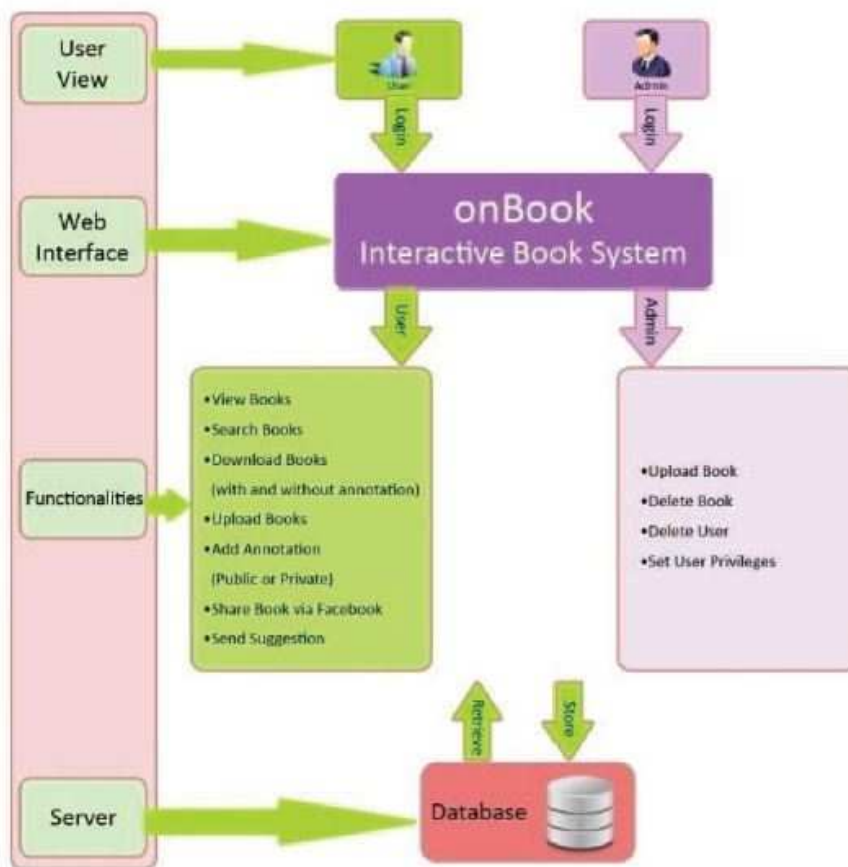 User
View
User
Admin
Login
Login
Web
Interface
onBook
Interactive Book System
User
Admin
Functionalities
•View Books
•Search Books
•Download Books
(with and without annotation)
•Upload Books
•Add Annotation
(Public or Private)
•Share Book via Facebook
•Send Suggestion
•Upload Book
•Delete Book
•Delete User
•Set User Privileges
Retrieve
Store
Server
Database